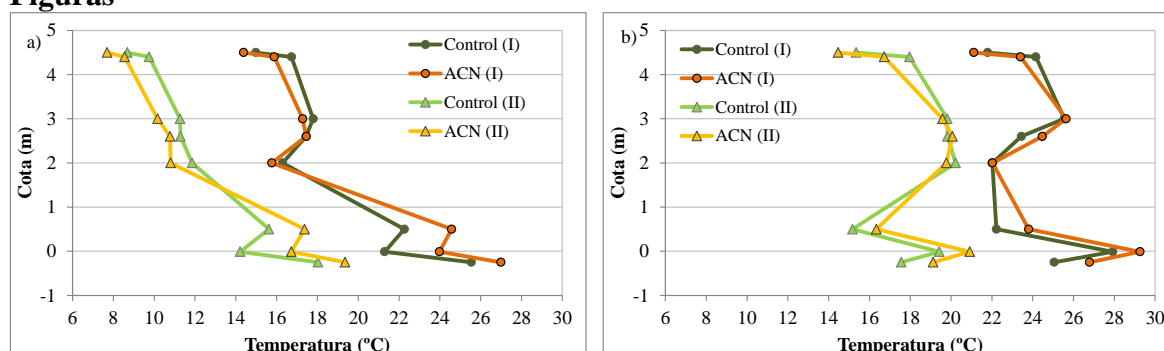 Figuras
a)
5
4
3
2
1
0
-1
Cota (m)
6 8 10 12 14 16 18 20 22 24 26 28 30
Temperatura (ºC)
Control (I)
ACN (I)
Control (II)
ACN (II)
b)
5
4
3
2
1
0
-1
Cota (m)
6 8 10 12 14 16 18 20 22 24 26 28 30
Temperatura (ºC)
Control (I)
ACN (I)
Control (II)
ACN (II)